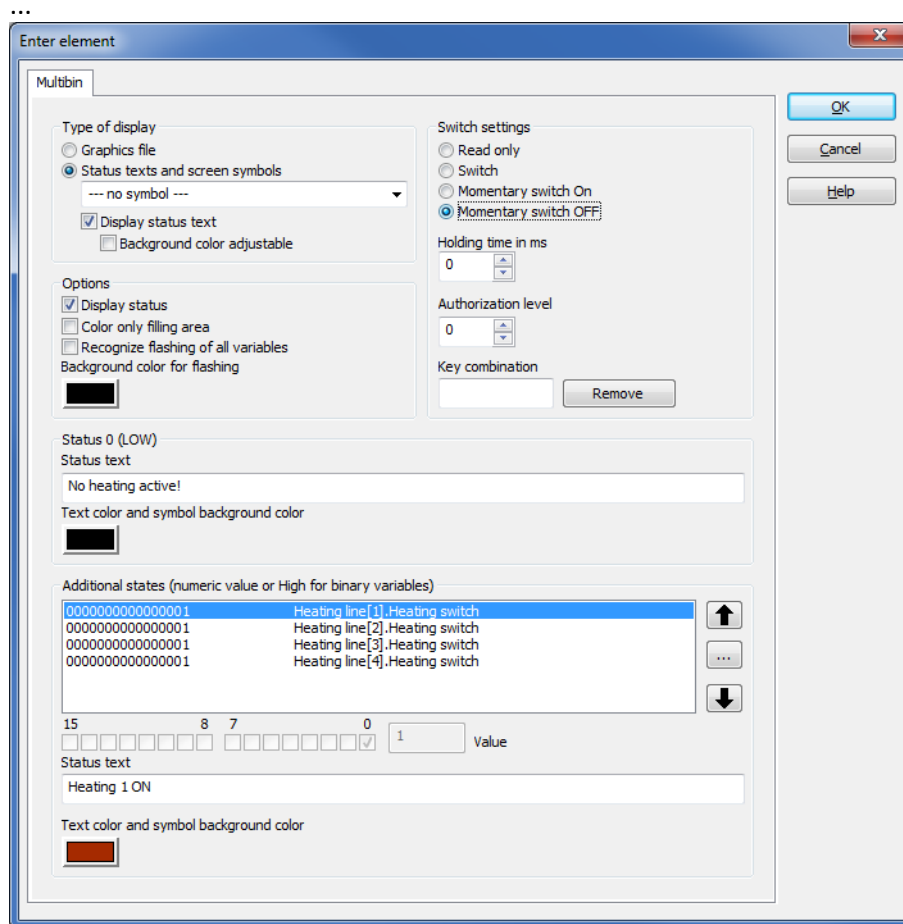 ...
Enter element
Multibin
OK
Cancel
Help
Type of display
Graphics file
Status texts and screen symbols
--- no symbol ---
Display status text
Background color adjustable
Options
Display status
Color only filling area
Recognize flashing of all variables
Background color for flashing
Switch settings
Read only
Switch
Momentary switch On
Momentary switch OFF
Holding time in ms
0
Authorization level
0
Key combination
Remove
Status 0 (LOW)
Status text
No heating active!
Text color and symbol background color
Additional states (numeric value or High for binary variables)
0000000000000001 Heating line[1].Heating switch
0000000000000001 Heating line[2].Heating switch
0000000000000001 Heating line[3].Heating switch
0000000000000001 Heating line[4].Heating switch
...
15 8 7 0
1 Value
Status text
Heating 1 ON
Text color and symbol background color